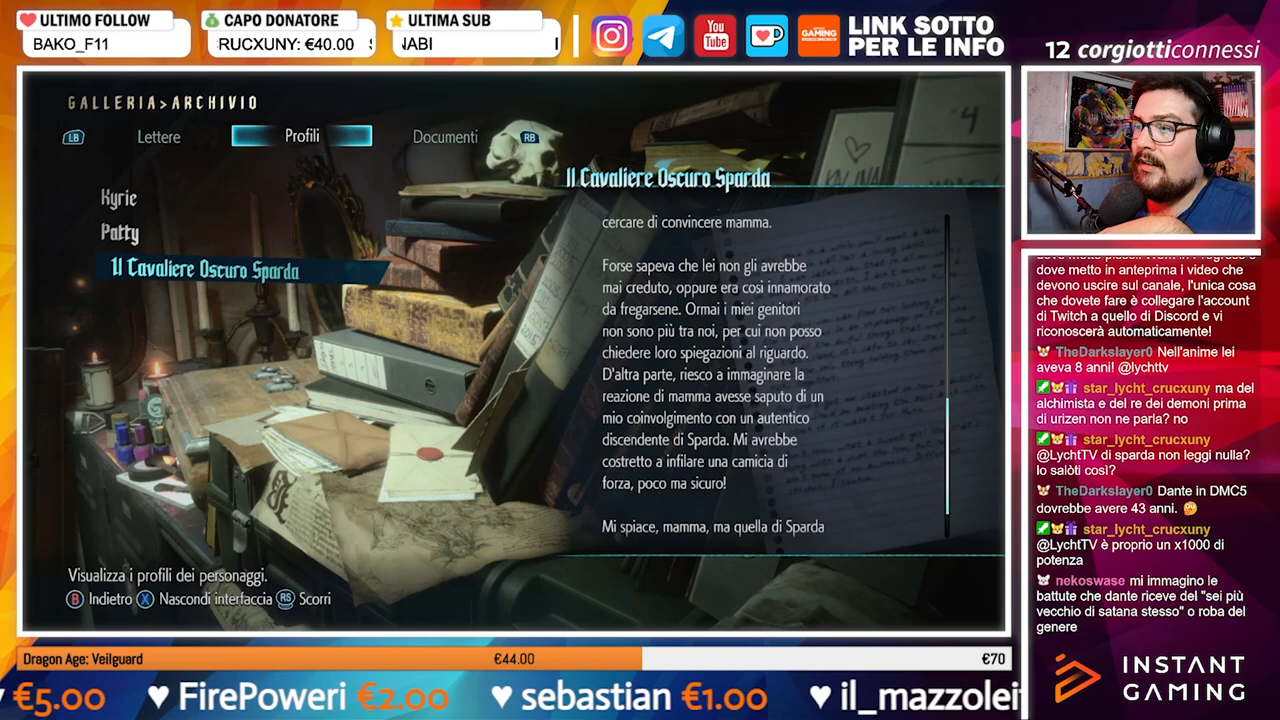 ULTIMO FOLLOW
BAKO_F11
CAPO DONATORE
RUCXUNY: €40.00
ULTIMA SUB
NABI
You
Tube
GAMING
LINK SOTTO
PER LE INFO
12 corgiotticonnessi
GALLERIA>ARCHIVIO
LB
Lettere
Profili
Documenti
RB
Kyrie
Patty
Il Cavaliere Oscuro Sparda
Il Cavaliere Oscuro Sparda
cercare di convincere mamma.
Forse sapeva che lei non gli avrebbe
mai creduto, oppure era così innamorato
da fregarsene. Ormai i miei genitori
non sono più tra noi, per cui non posso
chiedere loro spiegazioni al riguardo.
D'altra parte, riesco a immaginare la
reazione di mamma avesse saputo di un
mio coinvolgimento con un autentico
discendente di Sparda. Mi avrebbe
costretto a infilare una camicia di
forza, poco ma sicuro!
Mi spiace, mamma, ma quella di Sparda
Visualizza i profili dei personaggi.
B Indietro X Nascondi interfaccia RS Scorri
dove metto in anteprima i video che
devono uscire sul canale, l'unica cosa
che dovete fare è collegare l'account
di Twitch a quello di Discord e vi
riconoscerà automaticamente!
TheDarkslayer0 Nell'anime lei
aveva 8 anni! @lychttv
star_lycht_crucxuny ma del
alchimista e del re dei demoni prima
di urizen non ne parla? no
star_lycht_crucxuny
@LychtTV di sparda non leggi nulla?
lo salòti così?
TheDarkslayer0 Dante in DMC5
dovrebbe avere 43 anni.
star_lycht_crucxuny
@LychtTV è proprio un x1000 di
potenza
nekoswase mi immagino le
battute che dante riceve del "sei più
vecchio di satana stesso" o roba del
genere
INSTANT
GAMING
Dragon Age: Veilguard €44.00 €70
€5.00 ♥ FirePoweri €2.00 ♥ sebastian €1.00 ♥ il_mazzolei